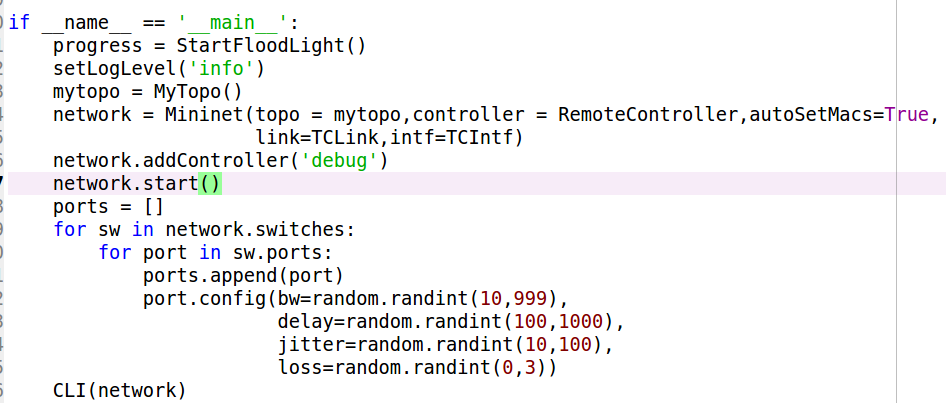 if __name__ == '__main__':
    progress = StartFloodLight()
    setLogLevel('info')
    mytopo = MyTopo()
    network = Mininet(topo = mytopo,controller = RemoteController,autoSetMacs=True,
                      link=TCLink,intf=TCIntf)
    network.addController('debug')
    network.start()
    ports = []
    for sw in network.switches:
        for port in sw.ports:
            ports.append(port)
            port.config(bw=random.randint(10,999),
                        delay=random.randint(100,1000),
                        jitter=random.randint(10,100),
                        loss=random.randint(0,3))
    CLI(network)